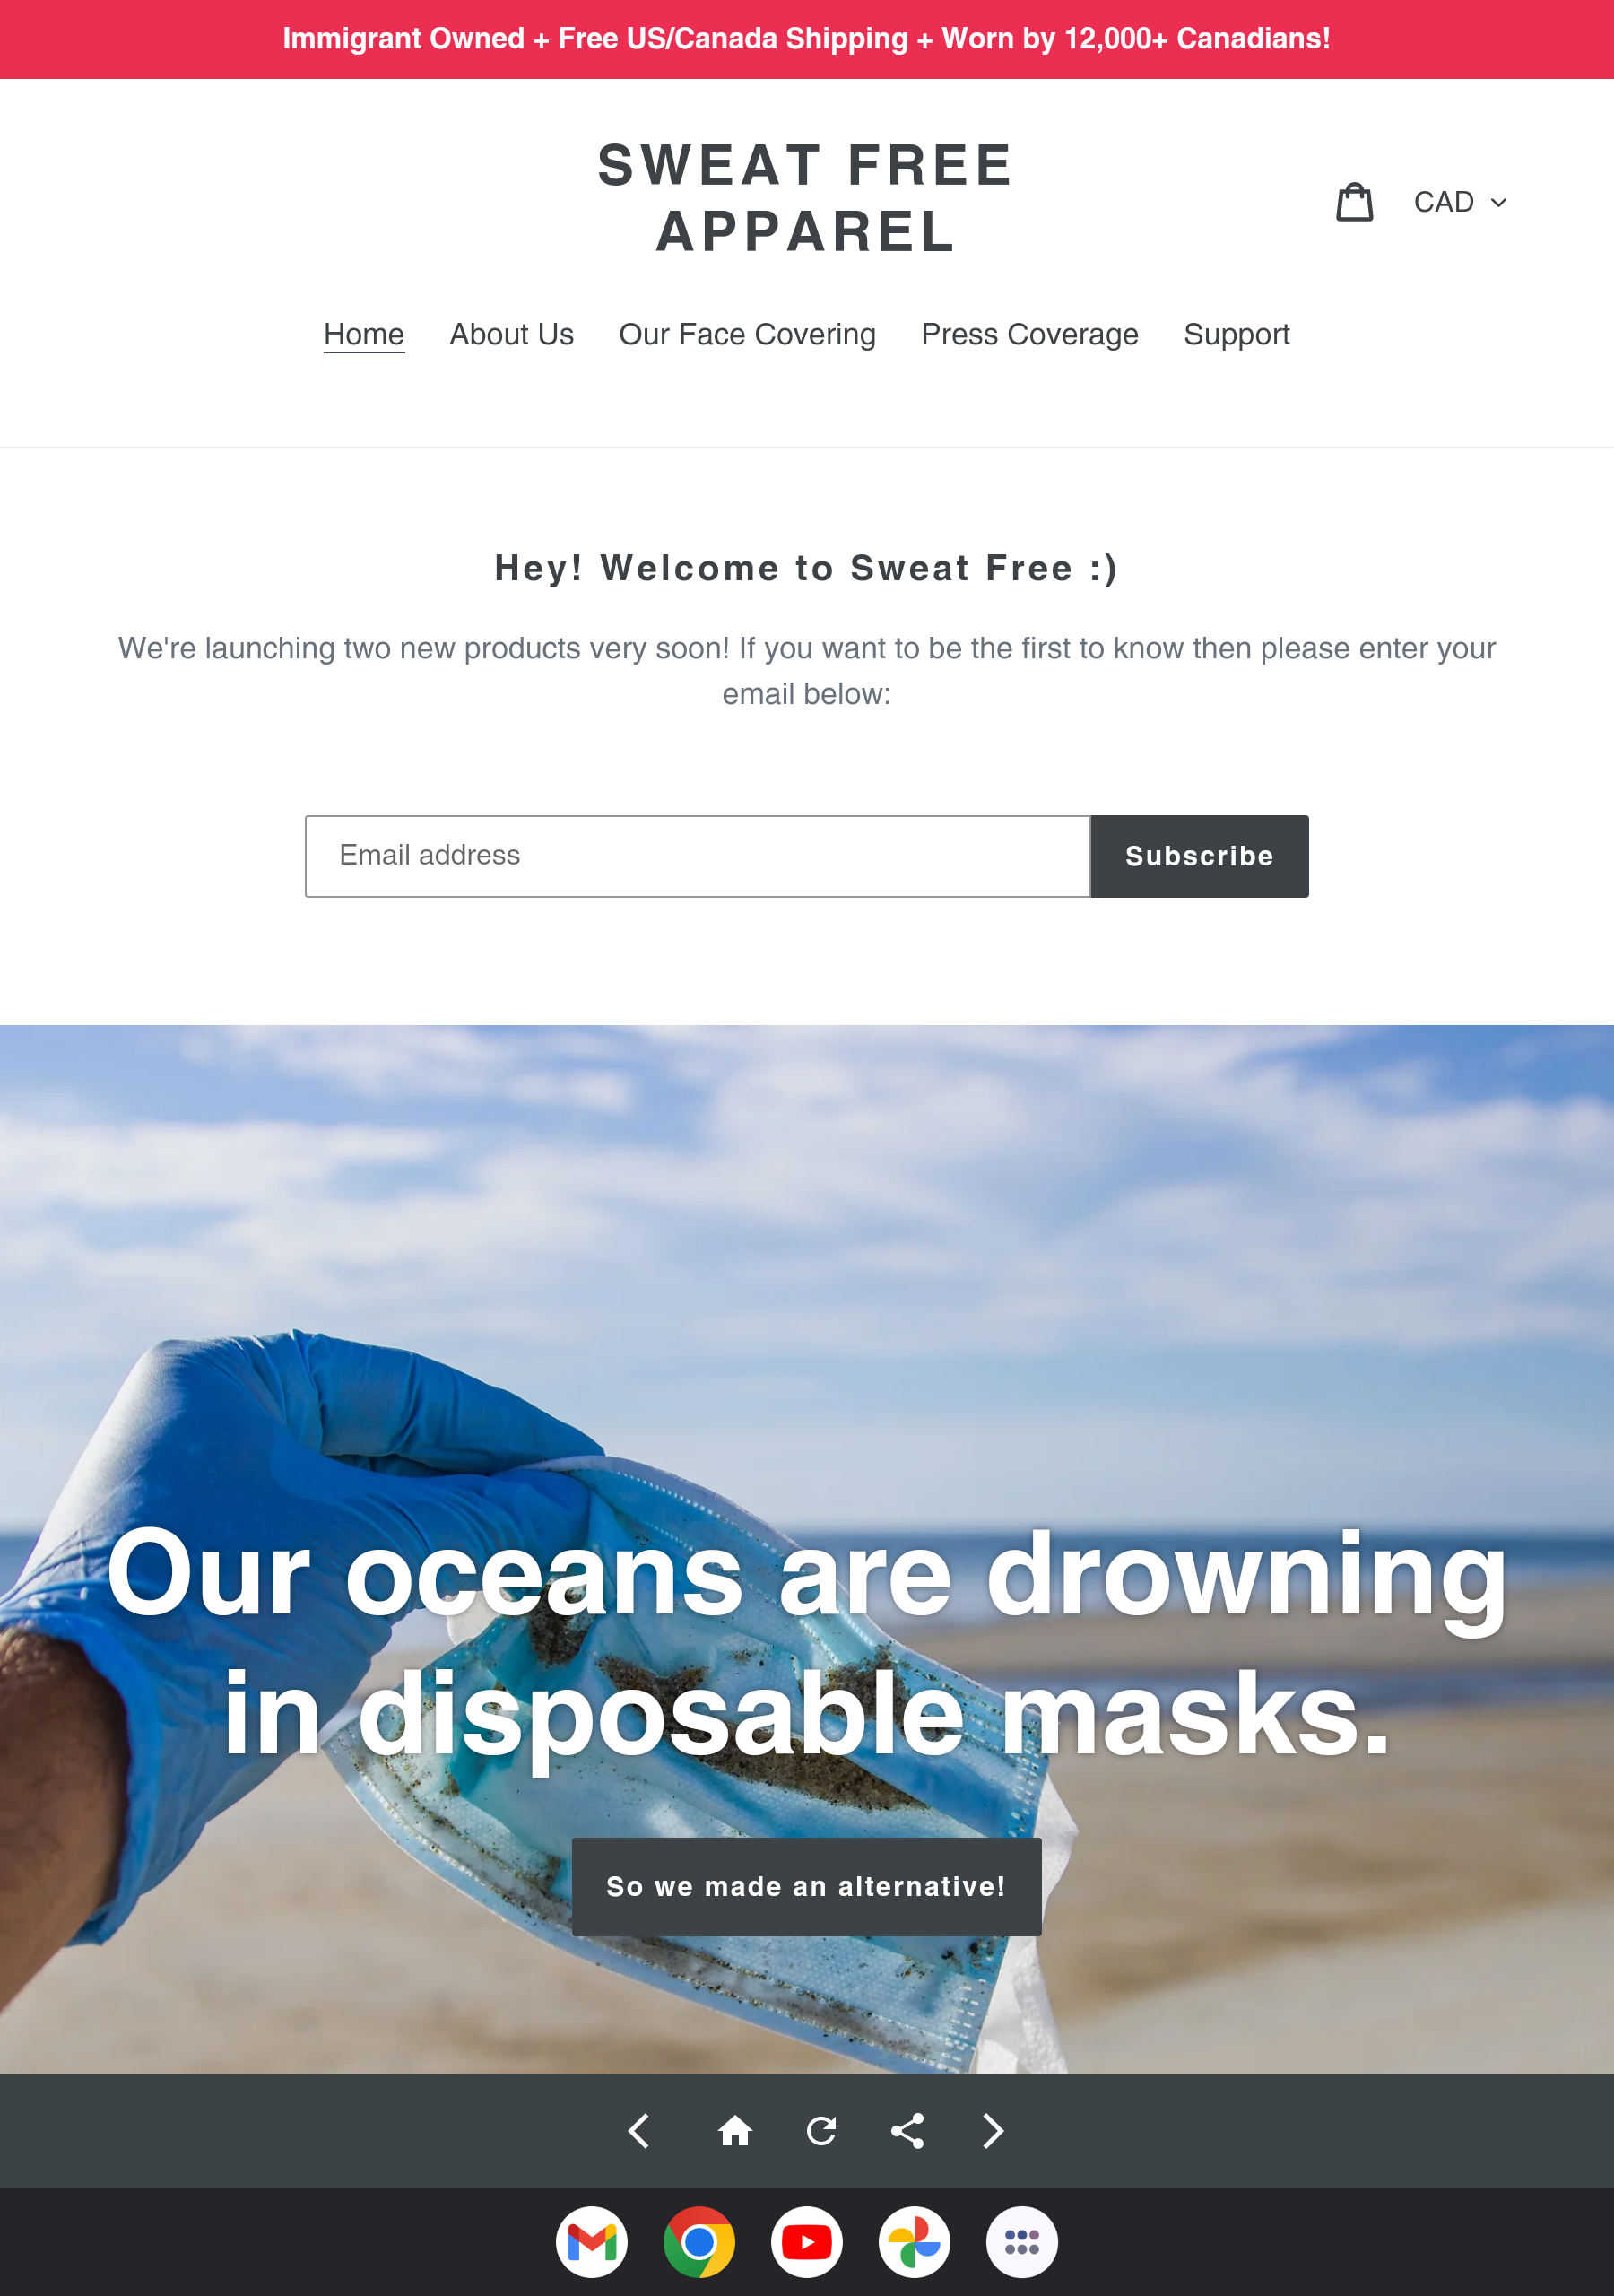 Immigrant Owned + Free US/Canada Shipping + Worn by 12,000+ Canadians!
SWEAT FREE
APPAREL
CAD
Home About Us Our Face Covering Press Coverage Support
Hey! Welcome to Sweat Free :)
We're launching two new products very soon! If you want to be the first to know then please enter your
email below:
Email address Subscribe
Our oceans are drowning
in disposable masks.
So we made an alternative!